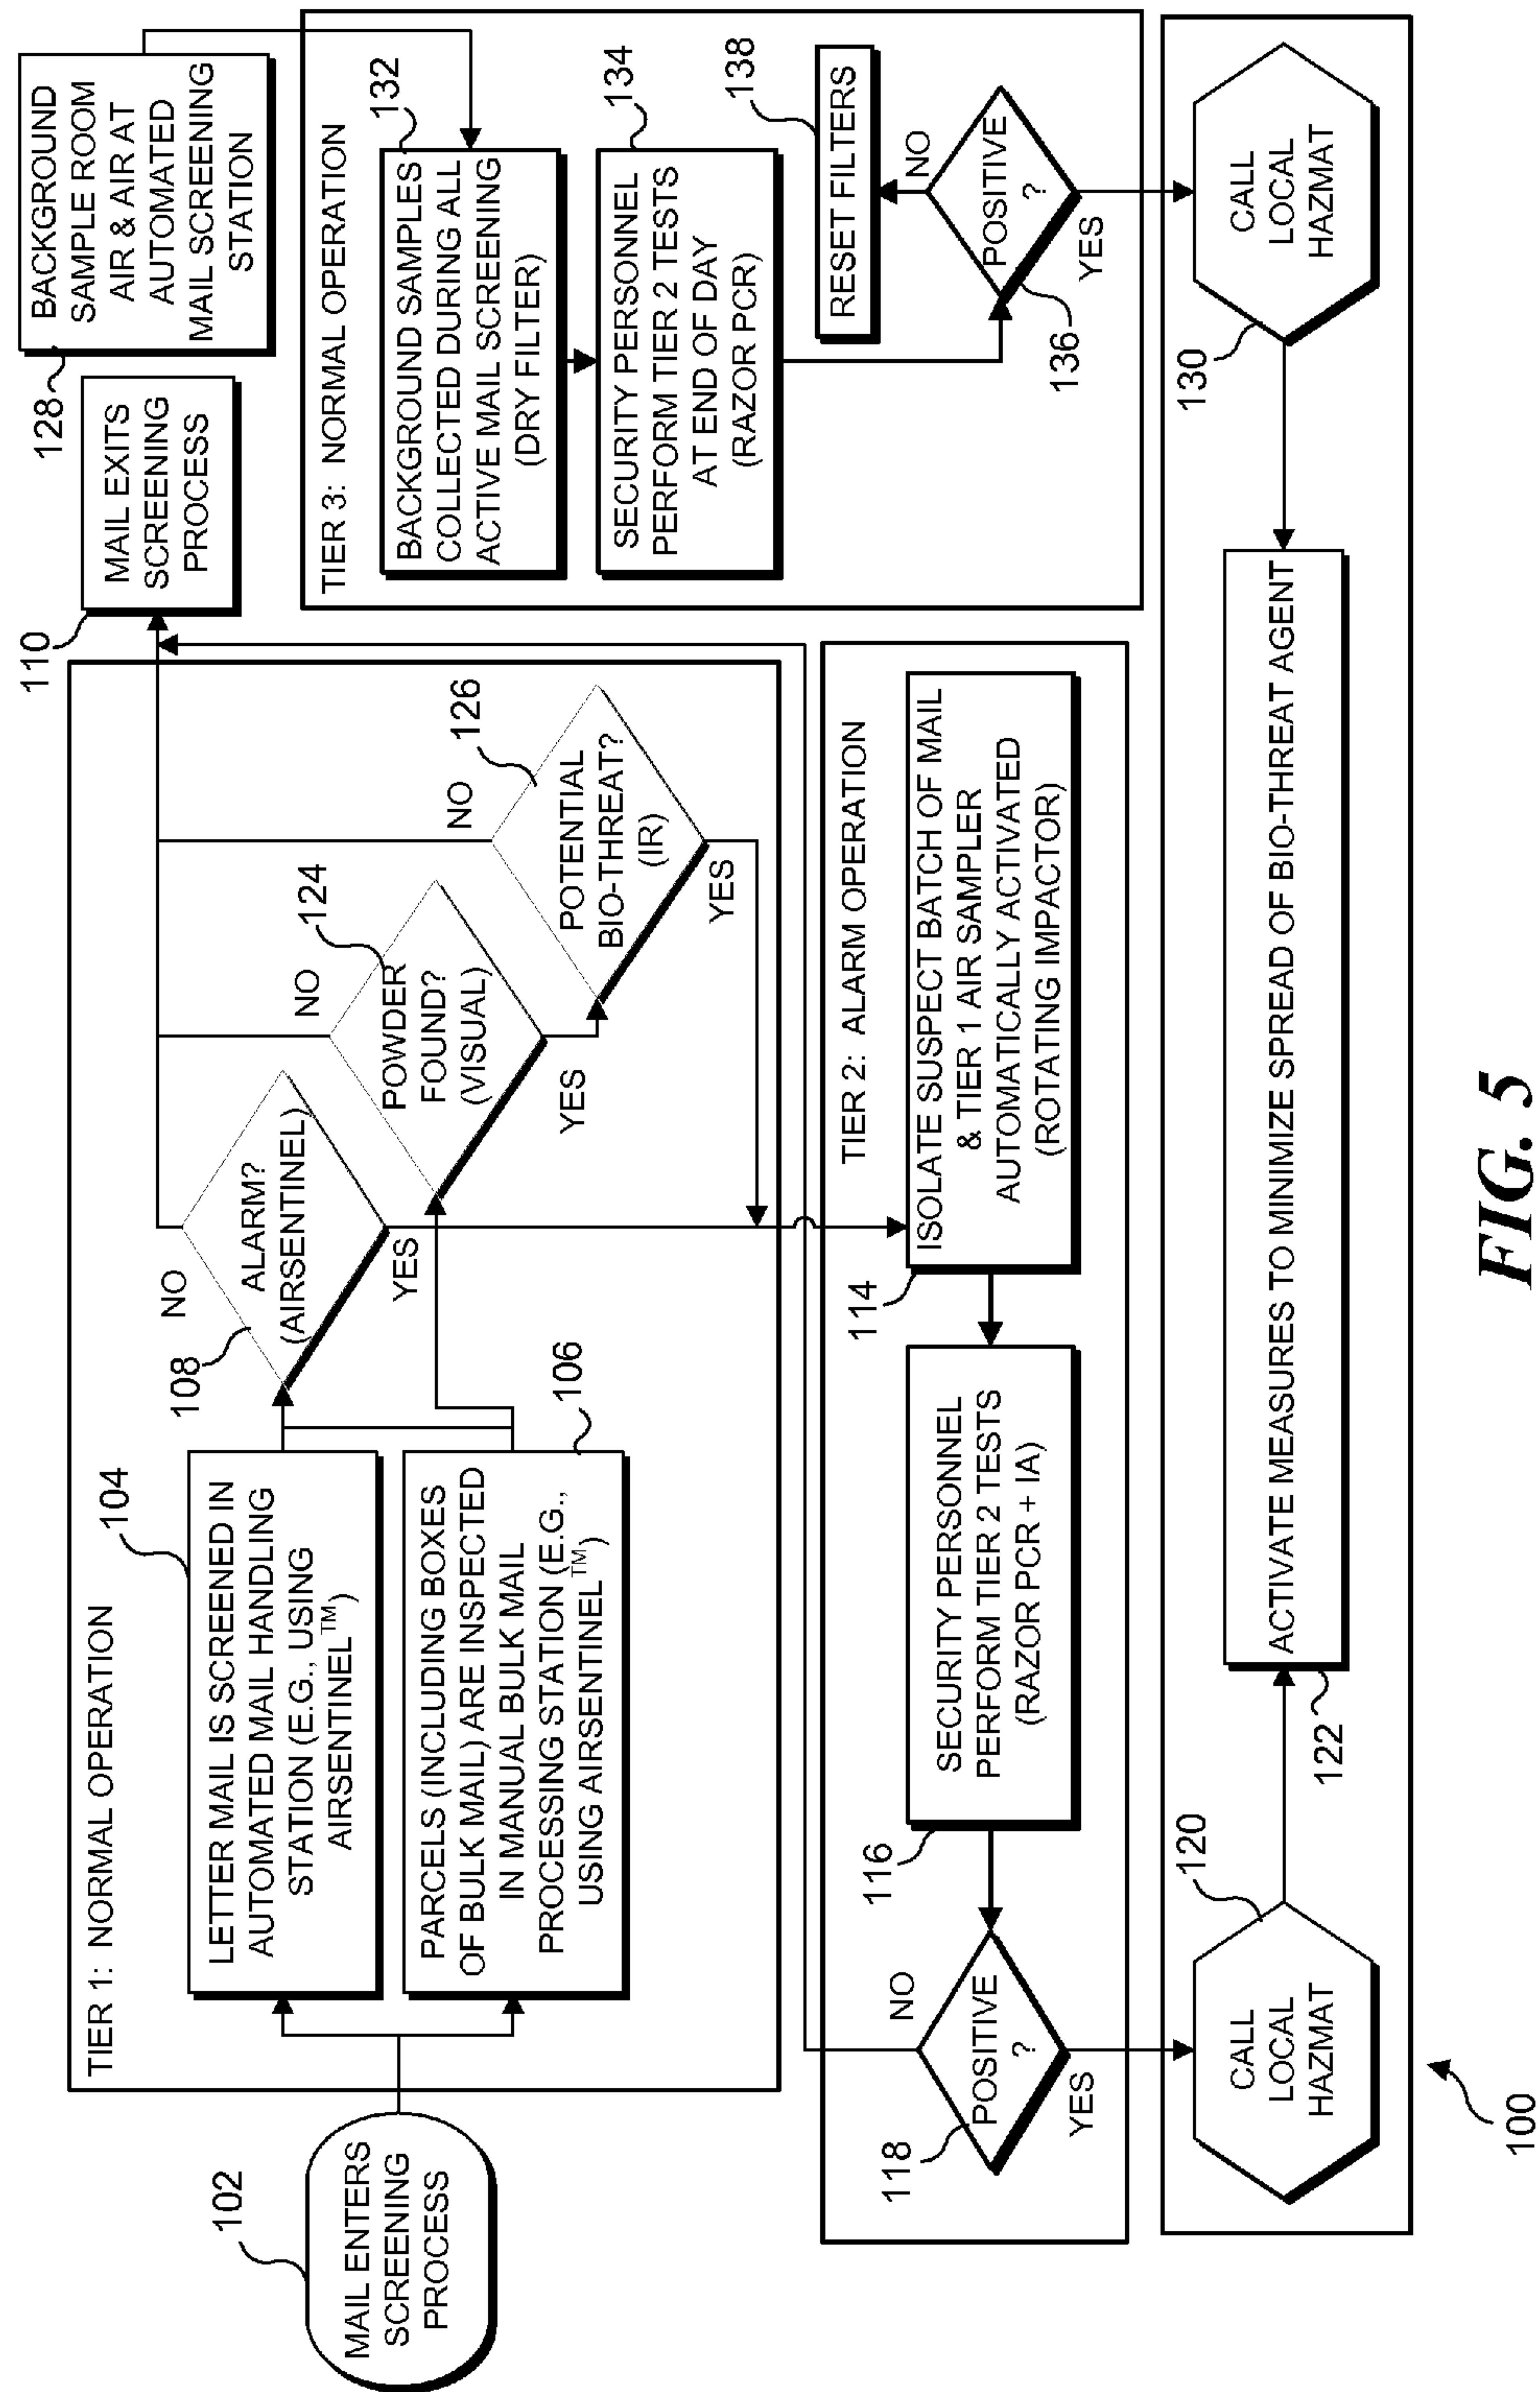 102
MAIL ENTERS
SCREENING
PROCESS
TIER 1: NORMAL OPERATION
104
LETTER MAIL IS SCREENED IN
AUTOMATED MAIL HANDLING
STATION (E.G., USING
AIRSENTINEL™)
PARCELS (INCLUDING BOXES
OF BULK MAIL) ARE INSPECTED
IN MANUAL BULK MAIL
PROCESSING STATION (E.G.,
USING AIRSENTINEL™)
106
108
NO
ALARM?
(AIRSENTINEL)
YES
NO
124
POWDER
FOUND?
(VISUAL)
YES
NO
126
POTENTIAL
BIO-THREAT?
(IR)
YES
110
MAIL EXITS
SCREENING
PROCESS
128
BACKGROUND
SAMPLE ROOM
AIR & AIR AT
AUTOMATED
MAIL SCREENING
STATION
TIER 3: NORMAL OPERATION
132
BACKGROUND SAMPLES
COLLECTED DURING ALL
ACTIVE MAIL SCREENING
(DRY FILTER)
134
SECURITY PERSONNEL
PERFORM TIER 2 TESTS
AT END OF DAY
(RAZOR PCR)
138
RESET FILTERS
NO
POSITIVE
?
136
YES
TIER 2: ALARM OPERATION
114
ISOLATE SUSPECT BATCH OF MAIL
& TIER 1 AIR SAMPLER
AUTOMATICALLY ACTIVATED
(ROTATING IMPACTOR)
116
SECURITY PERSONNEL
PERFORM TIER 2 TESTS
(RAZOR PCR + IA)
118
NO
POSITIVE
?
YES
120
CALL
LOCAL
HAZMAT
122
ACTIVATE MEASURES TO MINIMIZE SPREAD OF BIO-THREAT AGENT
130
CALL
LOCAL
HAZMAT
100
FIG. 5